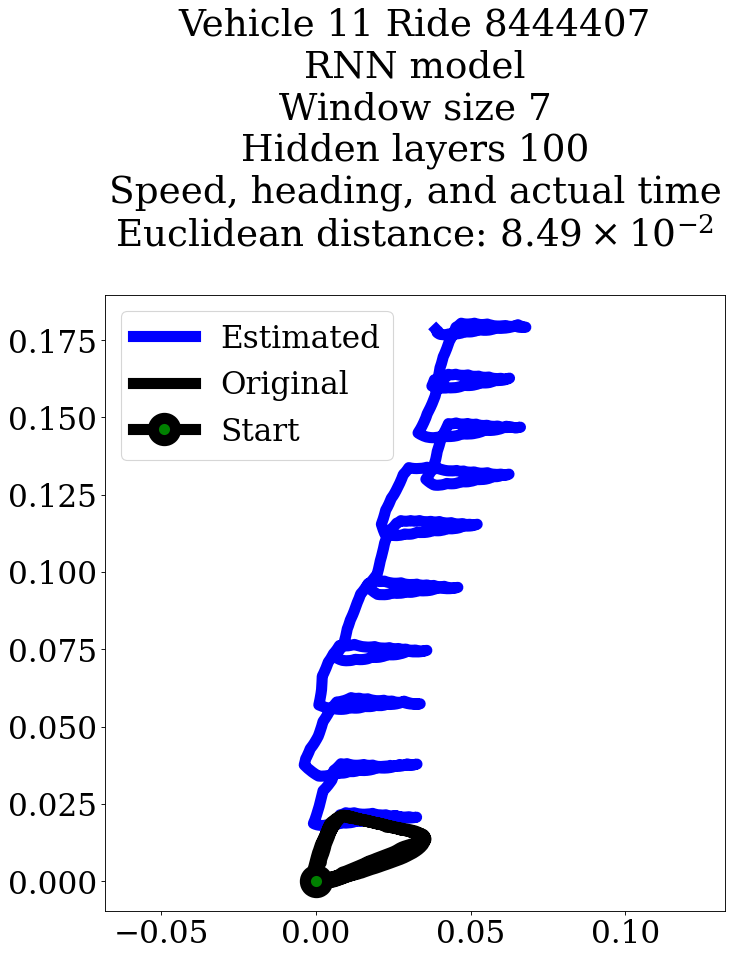 Vehicle 11 Ride 8444407
RNN model
Window size 7
Hidden layers 100
Speed, heading, and actual time
Euclidean distance: 8.49 × 10⁻²
Estimated
Original
Start
0.175
0.150
0.125
0.100
0.075
0.050
0.025
0.000
−0.05
0.00
0.05
0.10